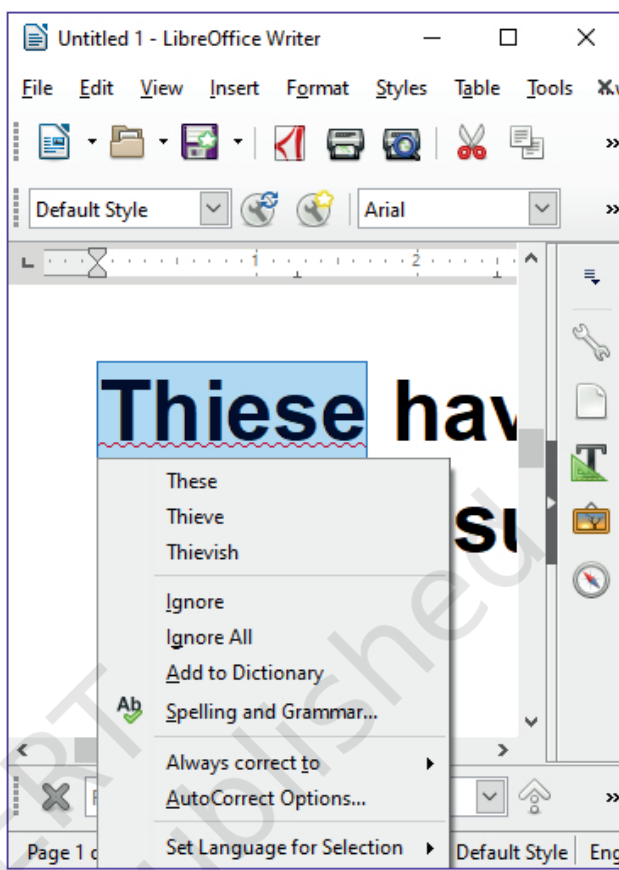 Untitled 1 - LibreOffice Writer
File Edit View Insert Format Styles Table Tools
Default Style Arial
1 2
Thiese hav
su
These
Thieve
Thievish
Ignore
Ignore All
Add to Dictionary
Spelling and Grammar...
Always correct to
AutoCorrect Options...
Set Language for Selection
Page 1 Default Style Eng